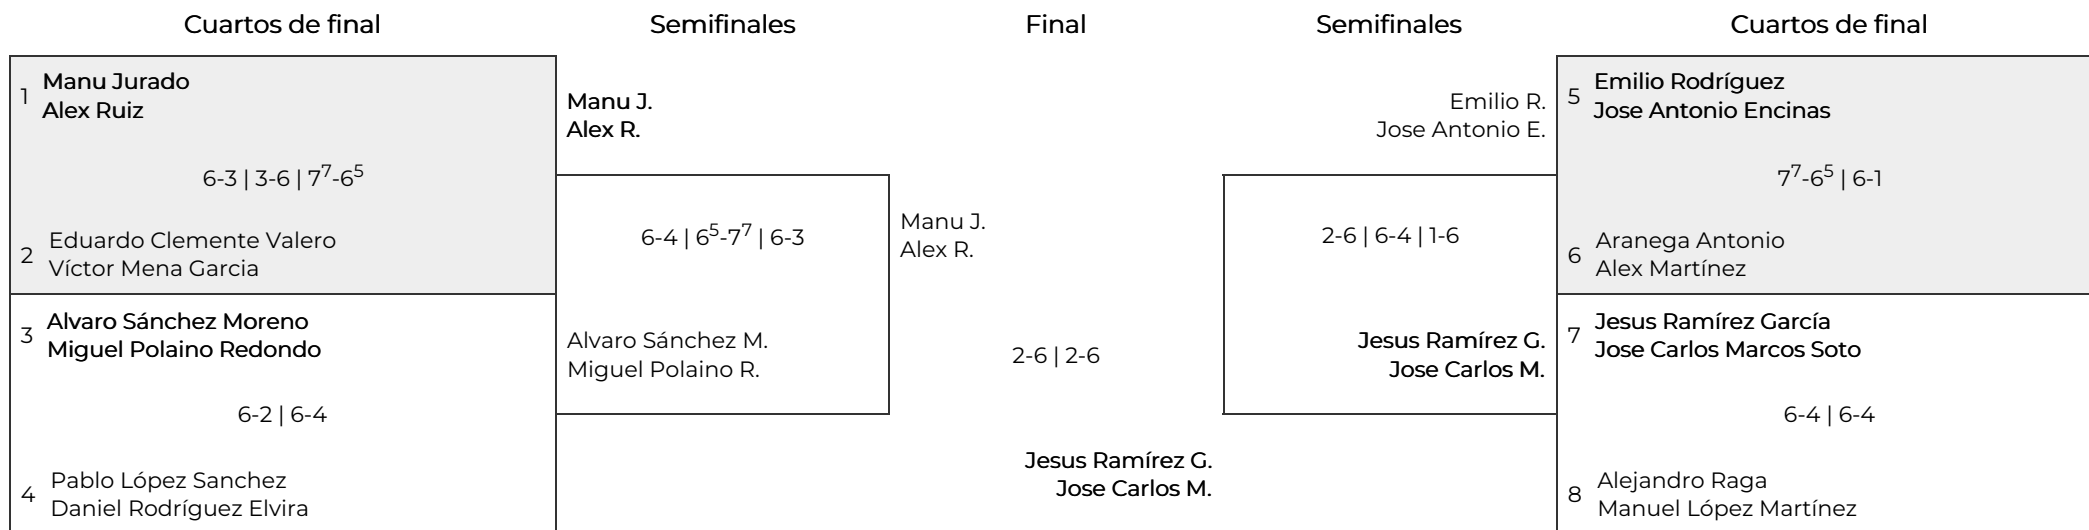 Cuartos de final
Semifinales
Final
Semifinales
Cuartos de final
1
Manu Jurado
Alex Ruiz
6-3 | 3-6 | 7⁷-6⁵
2
Eduardo Clemente Valero
Víctor Mena Garcia
3
Alvaro Sánchez Moreno
Miguel Polaino Redondo
6-2 | 6-4
4
Pablo López Sanchez
Daniel Rodríguez Elvira
Manu J.
Alex R.
6-4 | 6⁵-7⁷ | 6-3
Alvaro Sánchez M.
Miguel Polaino R.
Manu J.
Alex R.
2-6 | 2-6
Jesus Ramírez G.
Jose Carlos M.
Emilio R.
Jose Antonio E.
2-6 | 6-4 | 1-6
Jesus Ramírez G.
Jose Carlos M.
5
Emilio Rodríguez
Jose Antonio Encinas
7⁷-6⁵ | 6-1
6
Aranega Antonio
Alex Martínez
7
Jesus Ramírez García
Jose Carlos Marcos Soto
6-4 | 6-4
8
Alejandro Raga
Manuel López Martínez